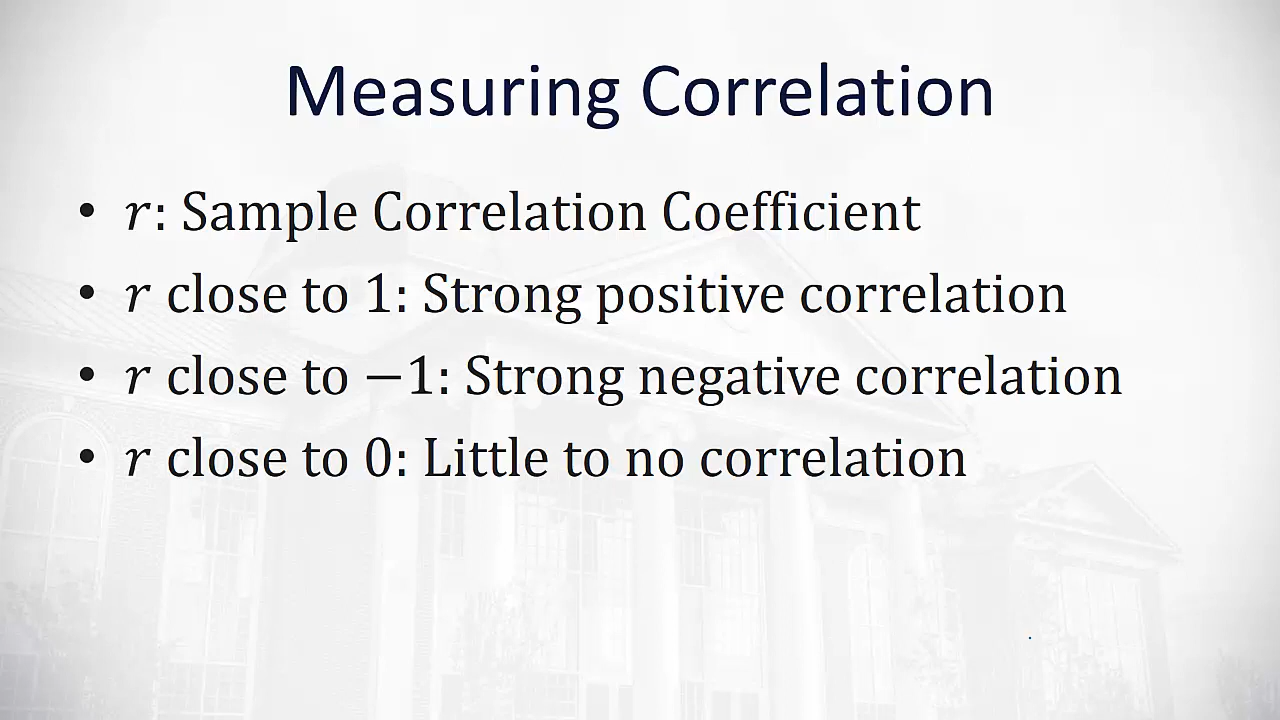 Measuring Correlation
• r: Sample Correlation Coefficient
• r close to 1: Strong positive correlation
• r close to −1: Strong negative correlation
• r close to 0: Little to no correlation